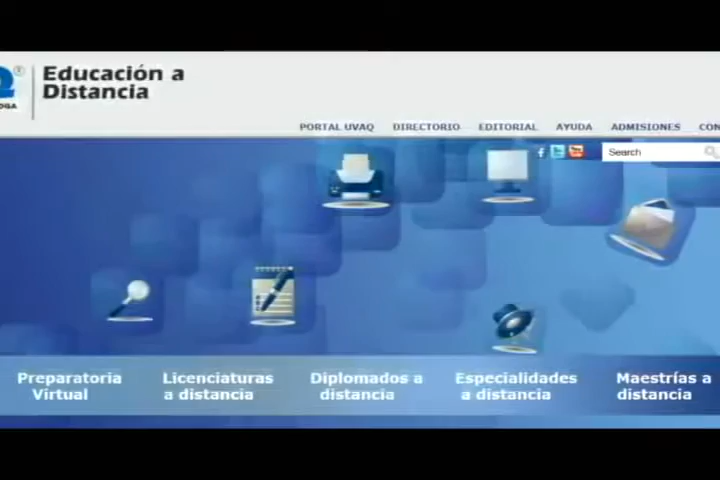 Educación a
Distancia
PORTAL UVAQ DIRECTORIO EDITORIAL AYUDA ADMISIONES CON
Search
Preparatoria Virtual
Licenciaturas a distancia
Diplomados a distancia
Especialidades a distancia
Maestrías a distancia